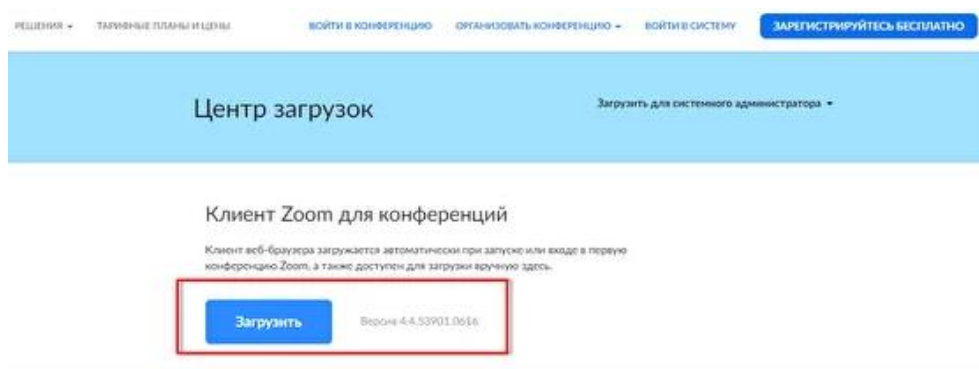 РЕШЕНИЯ ТАРИФНЫЕ ПЛАНЫ И ЦЕНЫ ВОЙТИ В КОНФЕРЕНЦИЮ ОРГАНИЗОВАТЬ КОНФЕРЕНЦИЮ ВОЙТИ В СИСТЕМУ ЗАРЕГИСТРИРУЙТЕСЬ БЕСПЛАТНО
Центр загрузок Загрузить для системного администратора
Клиент Zoom для конференций
Клиент веб-браузера загружается автоматически при запуске или входе в первую
конференцию Zoom, а также доступен для загрузки вручную здесь.
Загрузить Версия 4.4.53901.0616